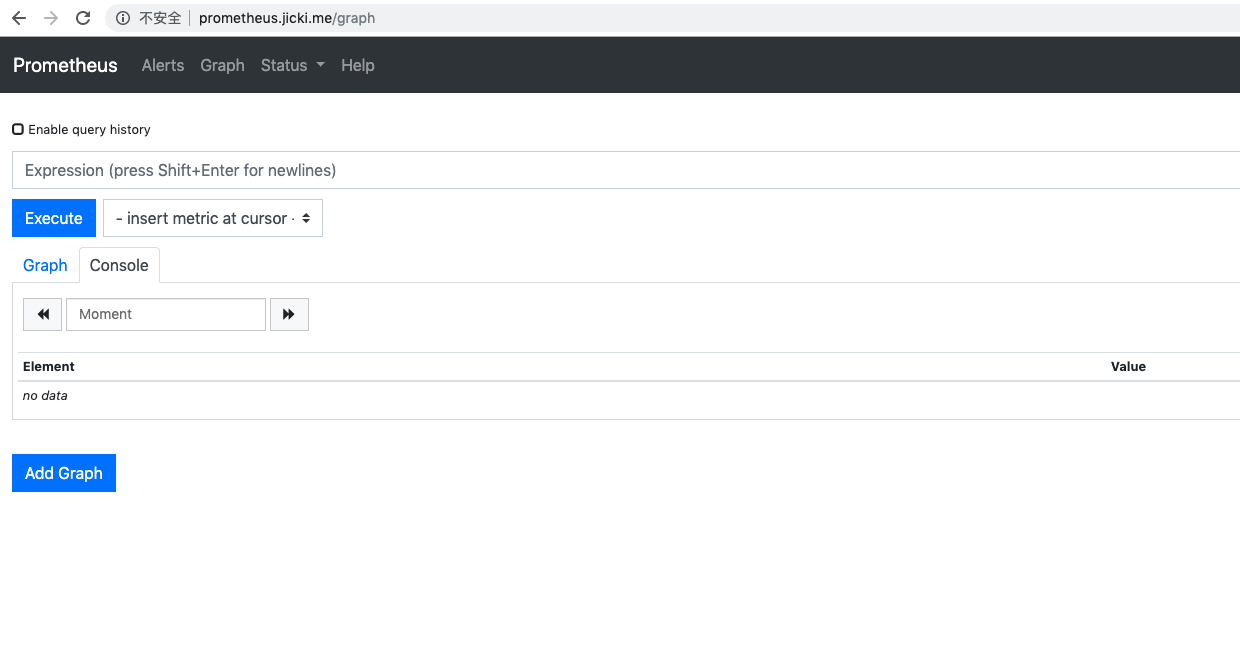 不安全 prometheus.jicki.me/graph
Prometheus Alerts Graph Status Help
Enable query history
Expression (press Shift+Enter for newlines)
Execute - insert metric at cursor -
Graph Console
Moment
Element Value
no data
Add Graph